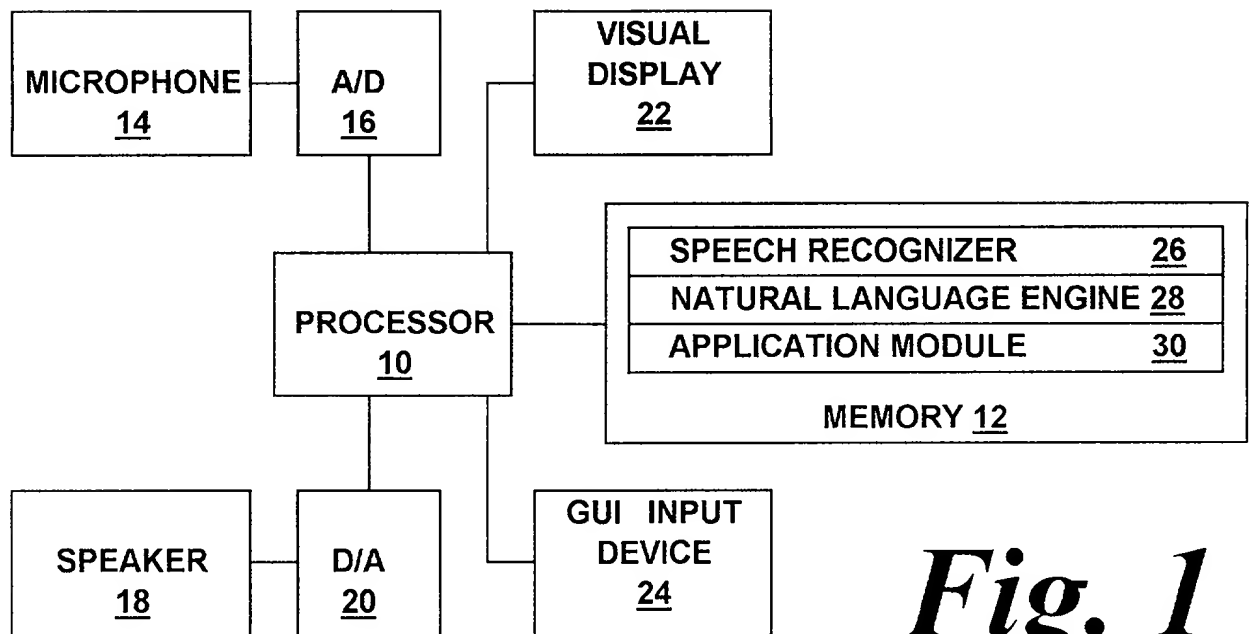 MICROPHONE
14
A/D
16
VISUAL
DISPLAY
22
PROCESSOR
10
SPEECH RECOGNIZER 26
NATURAL LANGUAGE ENGINE 28
APPLICATION MODULE 30
MEMORY 12
SPEAKER
18
D/A
20
GUI INPUT
DEVICE
24
Fig. 1